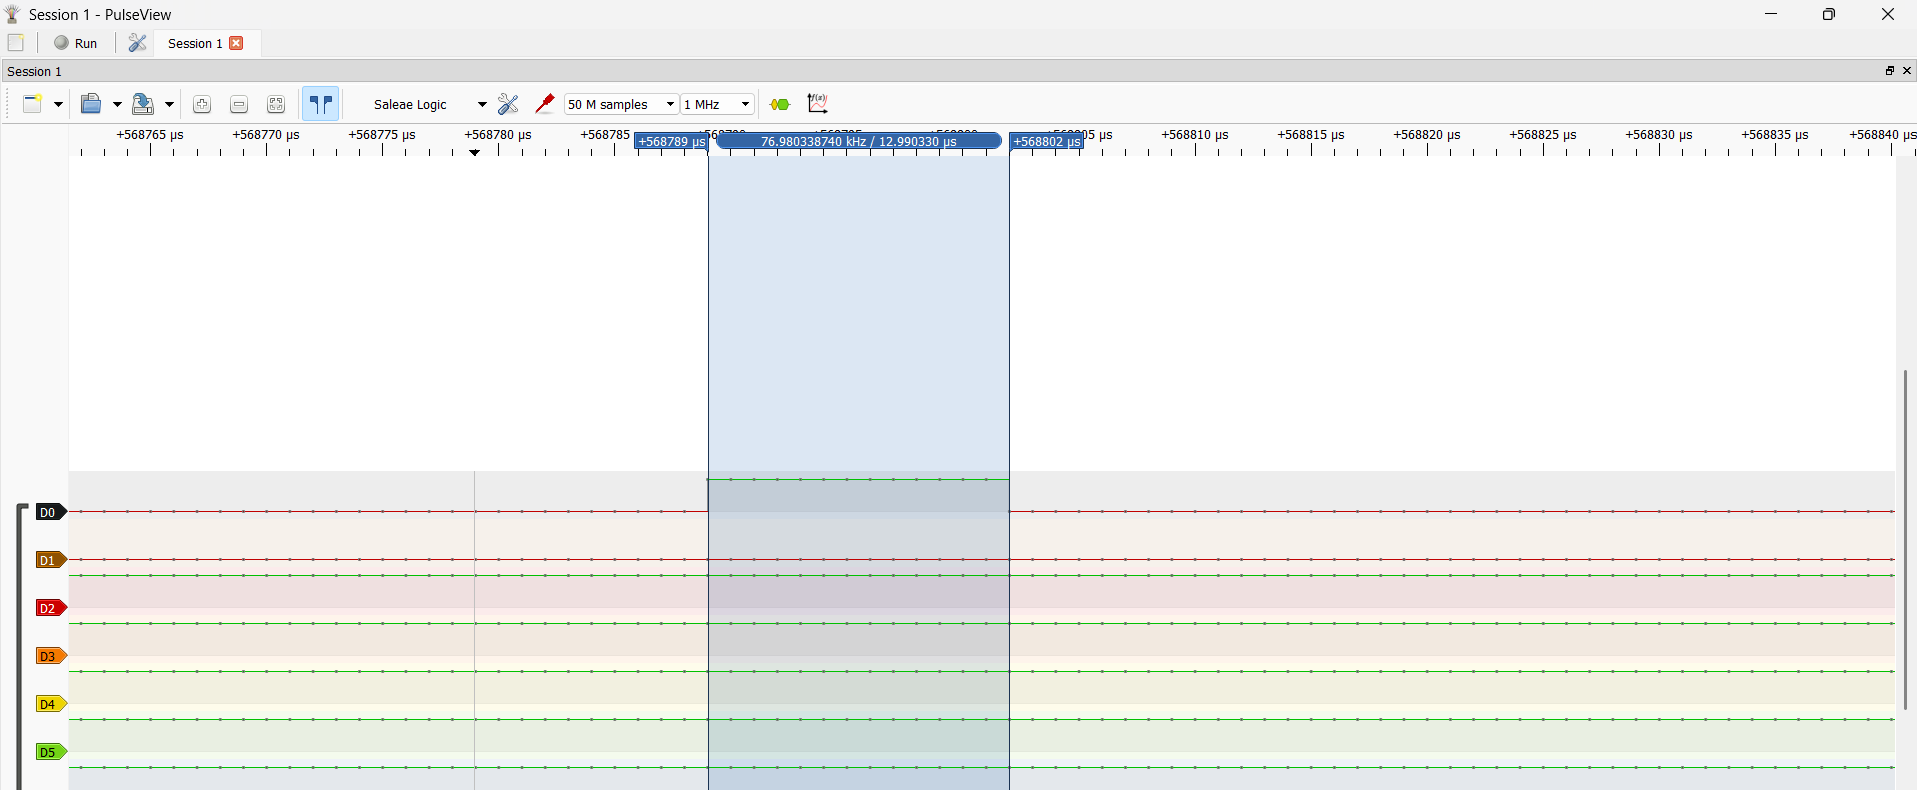 Session 1 - PulseView
Run
Session 1
Session 1
Saleae Logic
50 M samples
1 MHz
+568765 µs +568770 µs +568775 µs +568780 µs +568785 +568810 µs +568815 µs +568820 µs +568825 µs +568830 µs +568835 µs +568840 µs
+568789 µs 76.980338740 kHz / 12.990330 µs +568802 µs
D0
D1
D2
D3
D4
D5